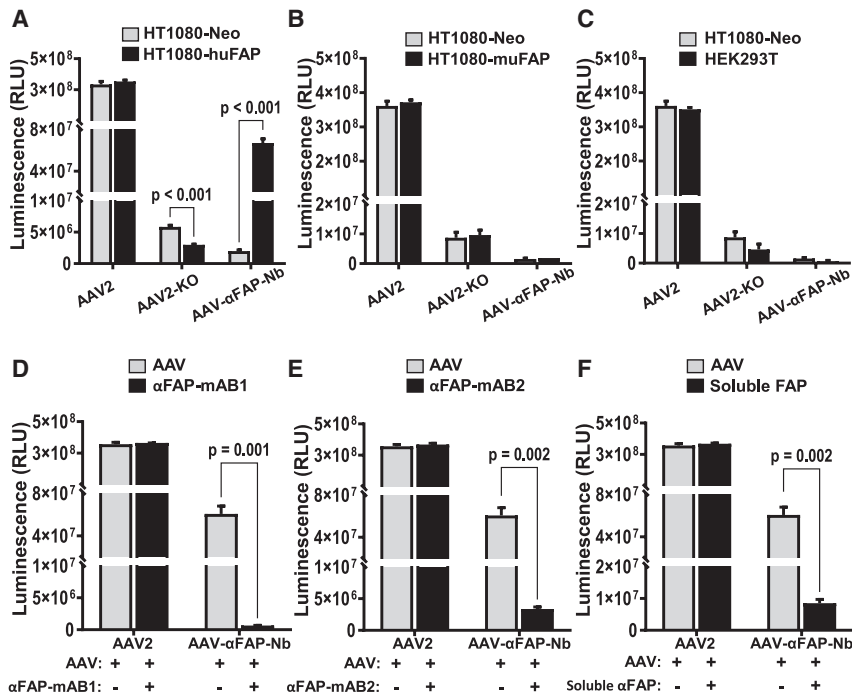 A
HT1080-Neo
HT1080-huFAP
Luminescence (RLU)
5×10⁸
3×10⁸
8×10⁷
4×10⁷
1×10⁷
5×10⁶
0
p < 0.001
p < 0.001
AAV2
AAV2-KO
AAV-αFAP-Nb
B
HT1080-Neo
HT1080-muFAP
Luminescence (RLU)
5×10⁸
4×10⁸
3×10⁸
2×10⁸
2×10⁷
1×10⁷
0
AAV2
AAV2-KO
AAV-αFAP-Nb
C
HT1080-Neo
HEK293T
Luminescence (RLU)
5×10⁸
4×10⁸
3×10⁸
2×10⁸
2×10⁷
1×10⁷
0
AAV2
AAV2-KO
AAV-αFAP-Nb
D
AAV
αFAP-mAB1
Luminescence (RLU)
5×10⁸
3×10⁸
8×10⁷
4×10⁷
1×10⁷
5×10⁶
0
p = 0.001
AAV2
AAV-αFAP-Nb
AAV: + + + +
αFAP-mAB1: - + - +
E
AAV
αFAP-mAB2
Luminescence (RLU)
5×10⁸
3×10⁸
8×10⁷
4×10⁷
1×10⁷
5×10⁶
0
p = 0.002
AAV2
AAV-αFAP-Nb
AAV: + + + +
αFAP-mAB2: - + - +
F
AAV
Soluble FAP
Luminescence (RLU)
5×10⁸
3×10⁸
8×10⁷
4×10⁷
2×10⁷
1×10⁷
0
p = 0.002
AAV2
AAV-αFAP-Nb
AAV: + + + +
Soluble αFAP: - + - +